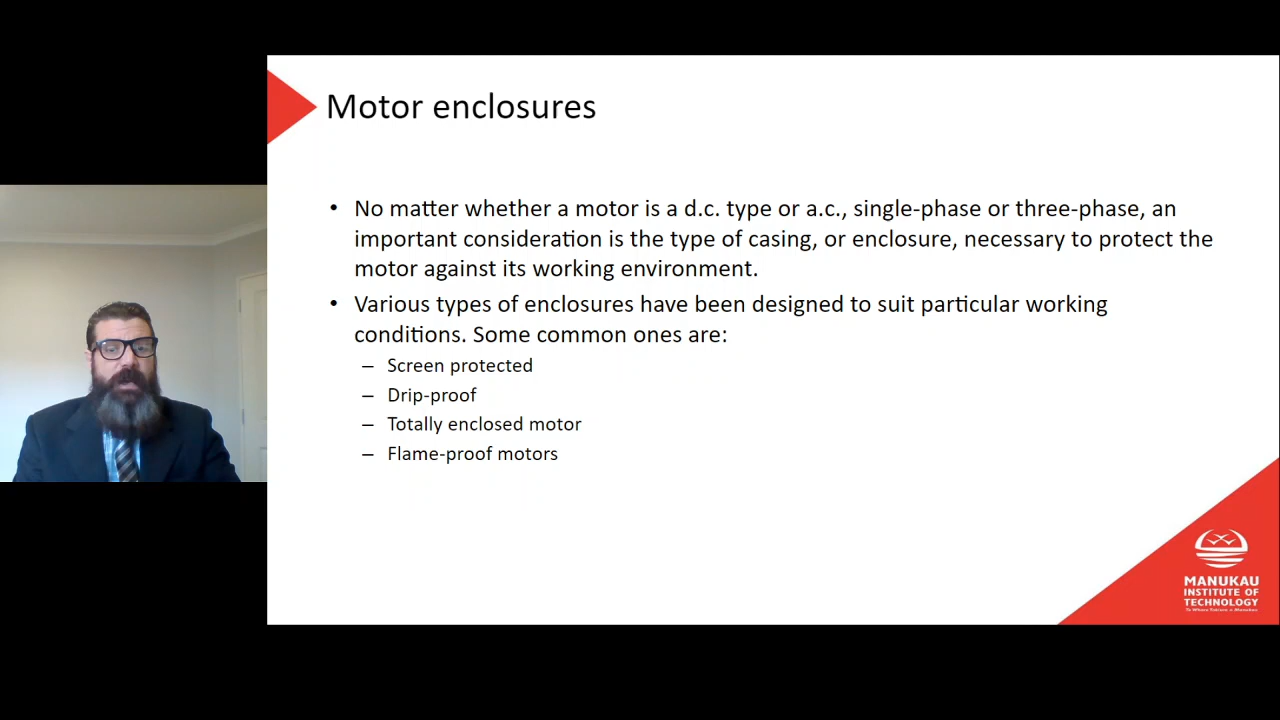 Motor enclosures
• No matter whether a motor is a d.c. type or a.c., single-phase or three-phase, an
important consideration is the type of casing, or enclosure, necessary to protect the
motor against its working environment.
• Various types of enclosures have been designed to suit particular working
conditions. Some common ones are:
– Screen protected
– Drip-proof
– Totally enclosed motor
– Flame-proof motors
MANUKAU
INSTITUTE OF
TECHNOLOGY